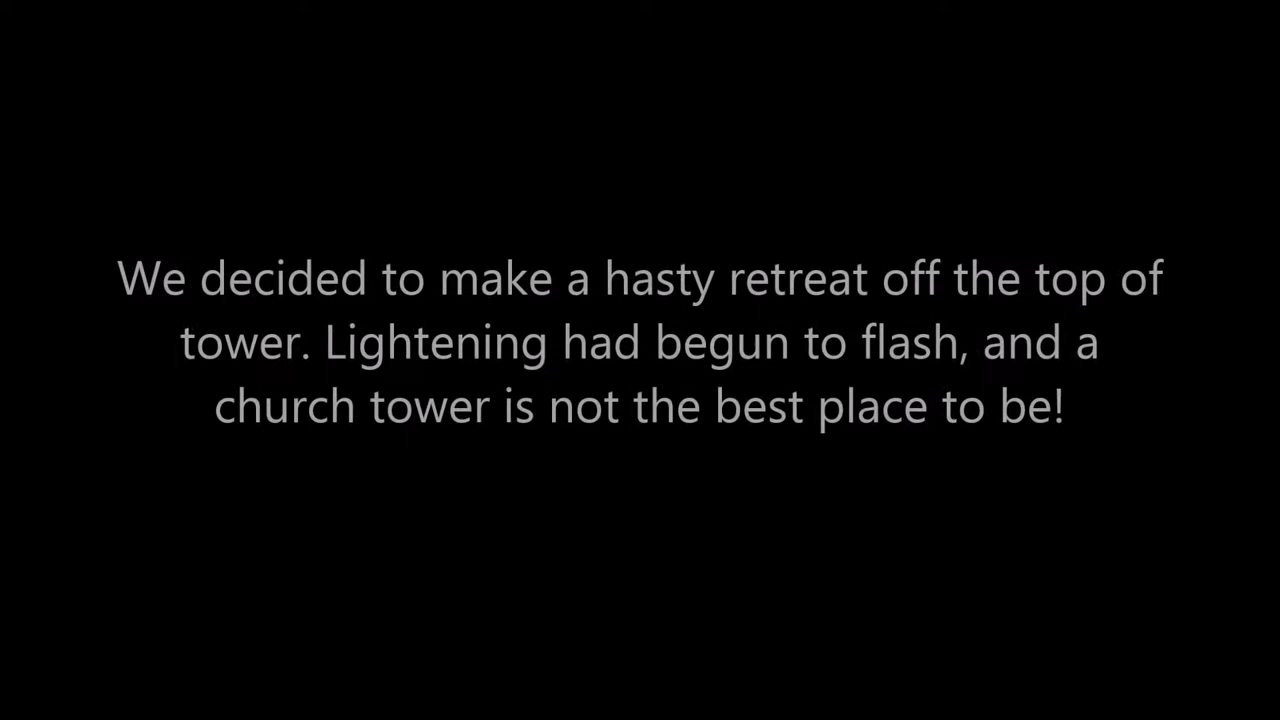 We decided to make a hasty retreat off the top of
tower. Lightening had begun to flash, and a
church tower is not the best place to be!